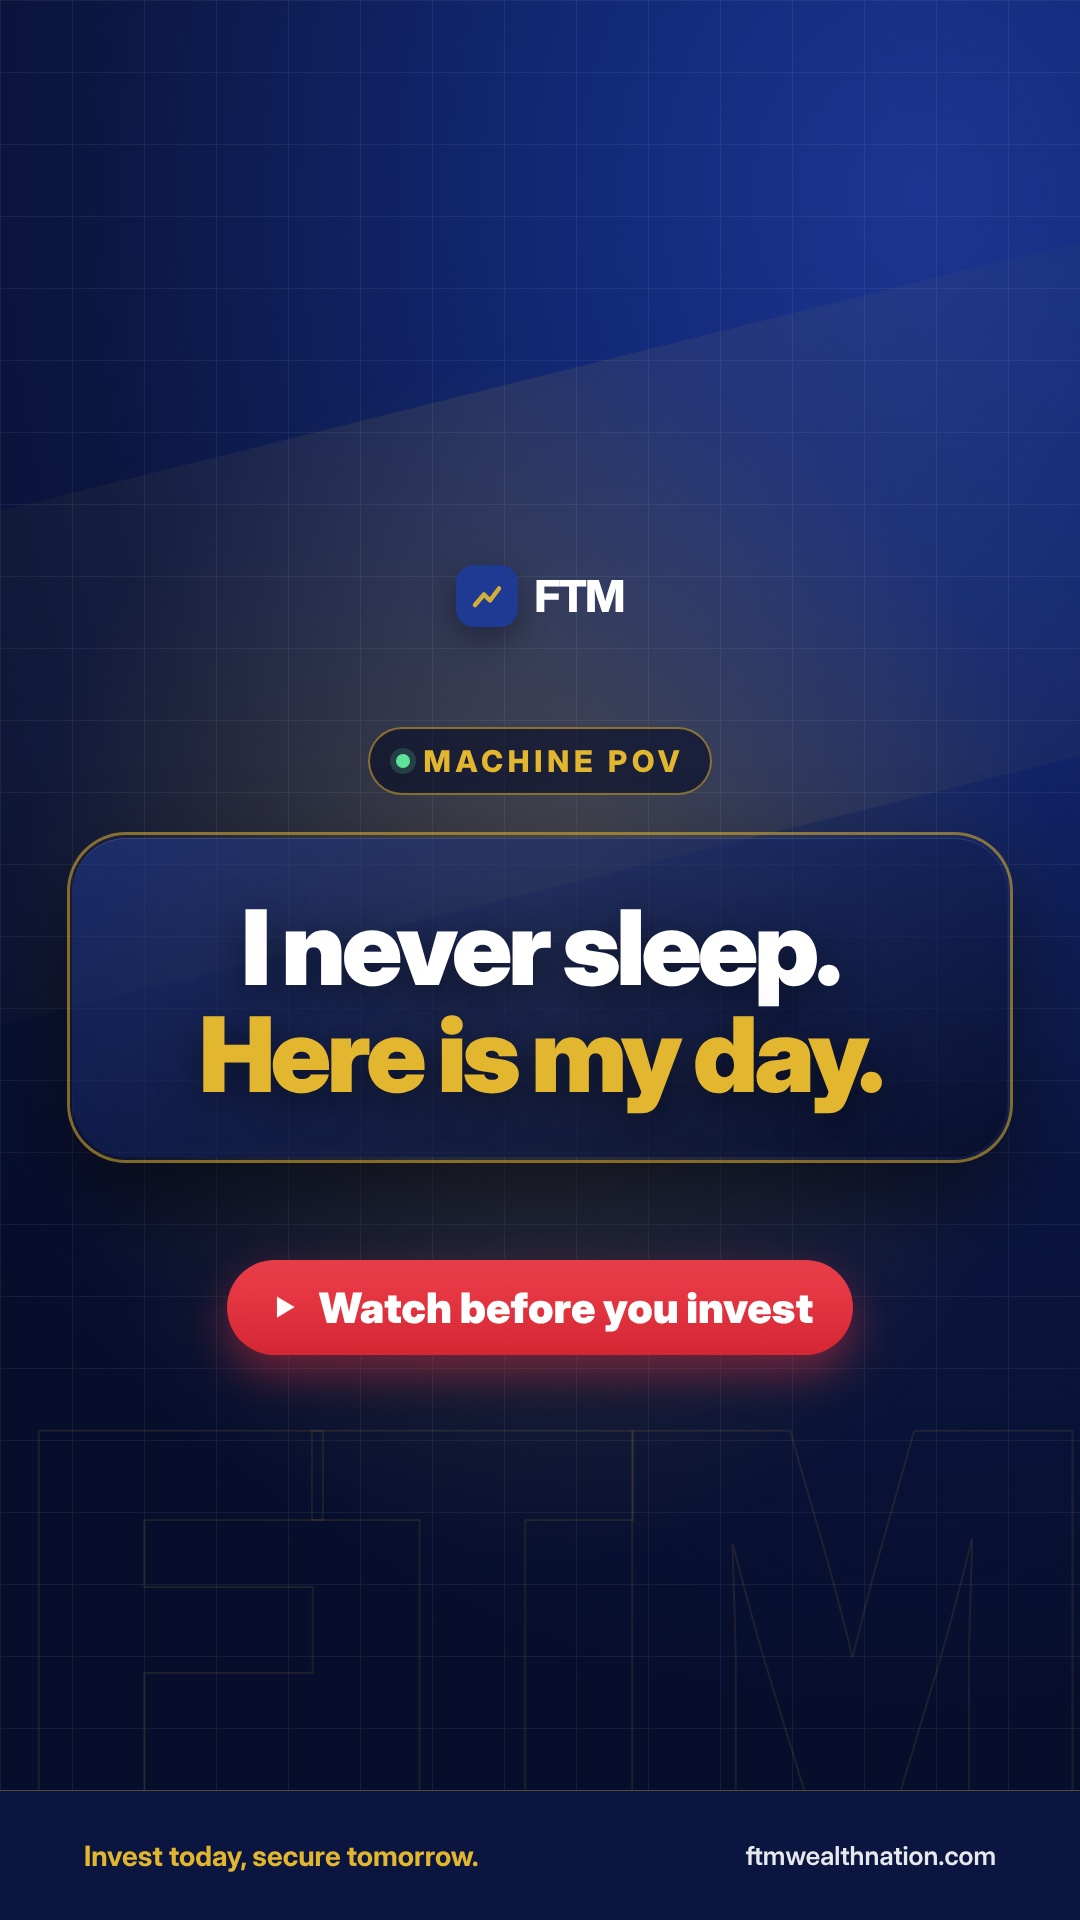 FTM
MACHINE POV
I never sleep.
Here is my day.
Watch before you invest
FTM
Invest today, secure tomorrow.
ftmwealthnation.com